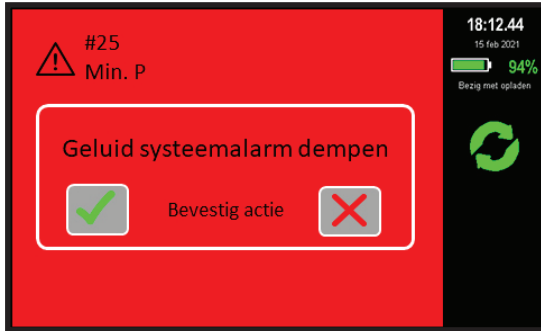 #25
Min. P
Geluid systeemalarm dempen
Bevestig actie
18:12.44
15 feb 2021
94%
Bezig met opladen